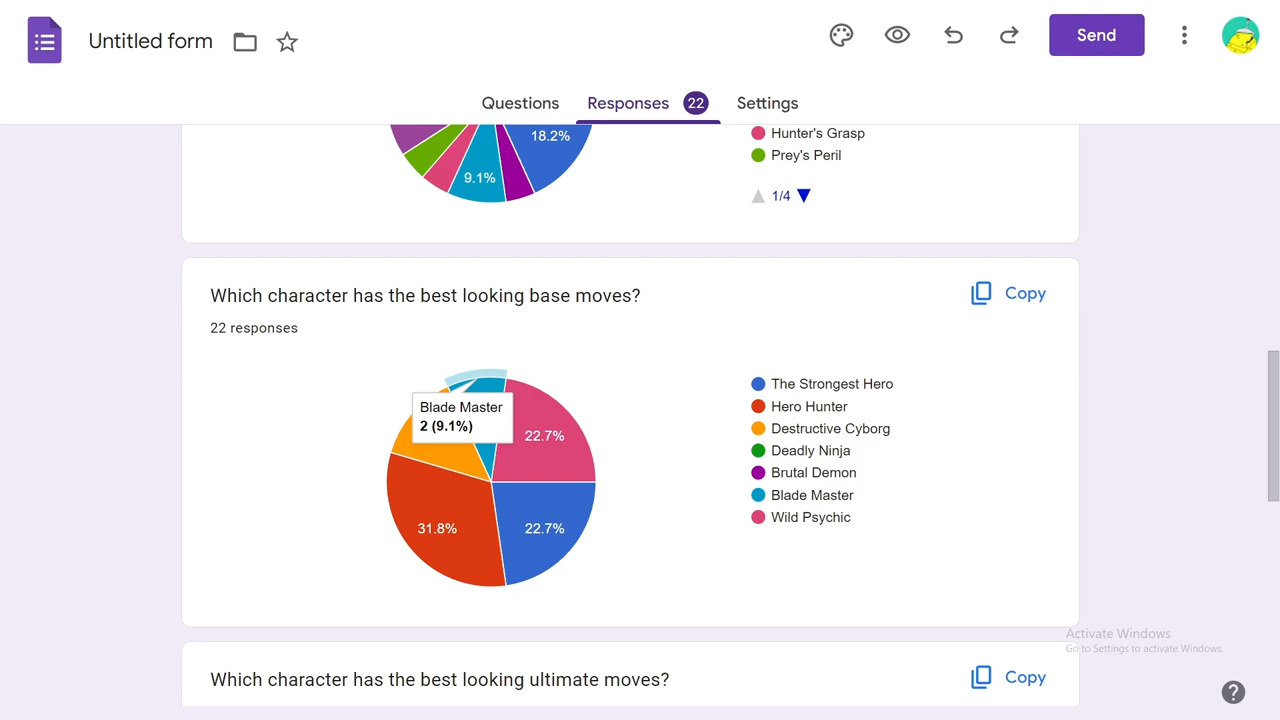 Untitled form
Send
Questions
Responses 22
Settings
18.2%
9.1%
Hunter's Grasp
Prey's Peril
1/4
Which character has the best looking base moves?
Copy
22 responses
Blade Master
2 (9.1%)
22.7%
31.8%
22.7%
The Strongest Hero
Hero Hunter
Destructive Cyborg
Deadly Ninja
Brutal Demon
Blade Master
Wild Psychic
Activate Windows
Go to Settings to activate Windows.
Which character has the best looking ultimate moves?
Copy
?